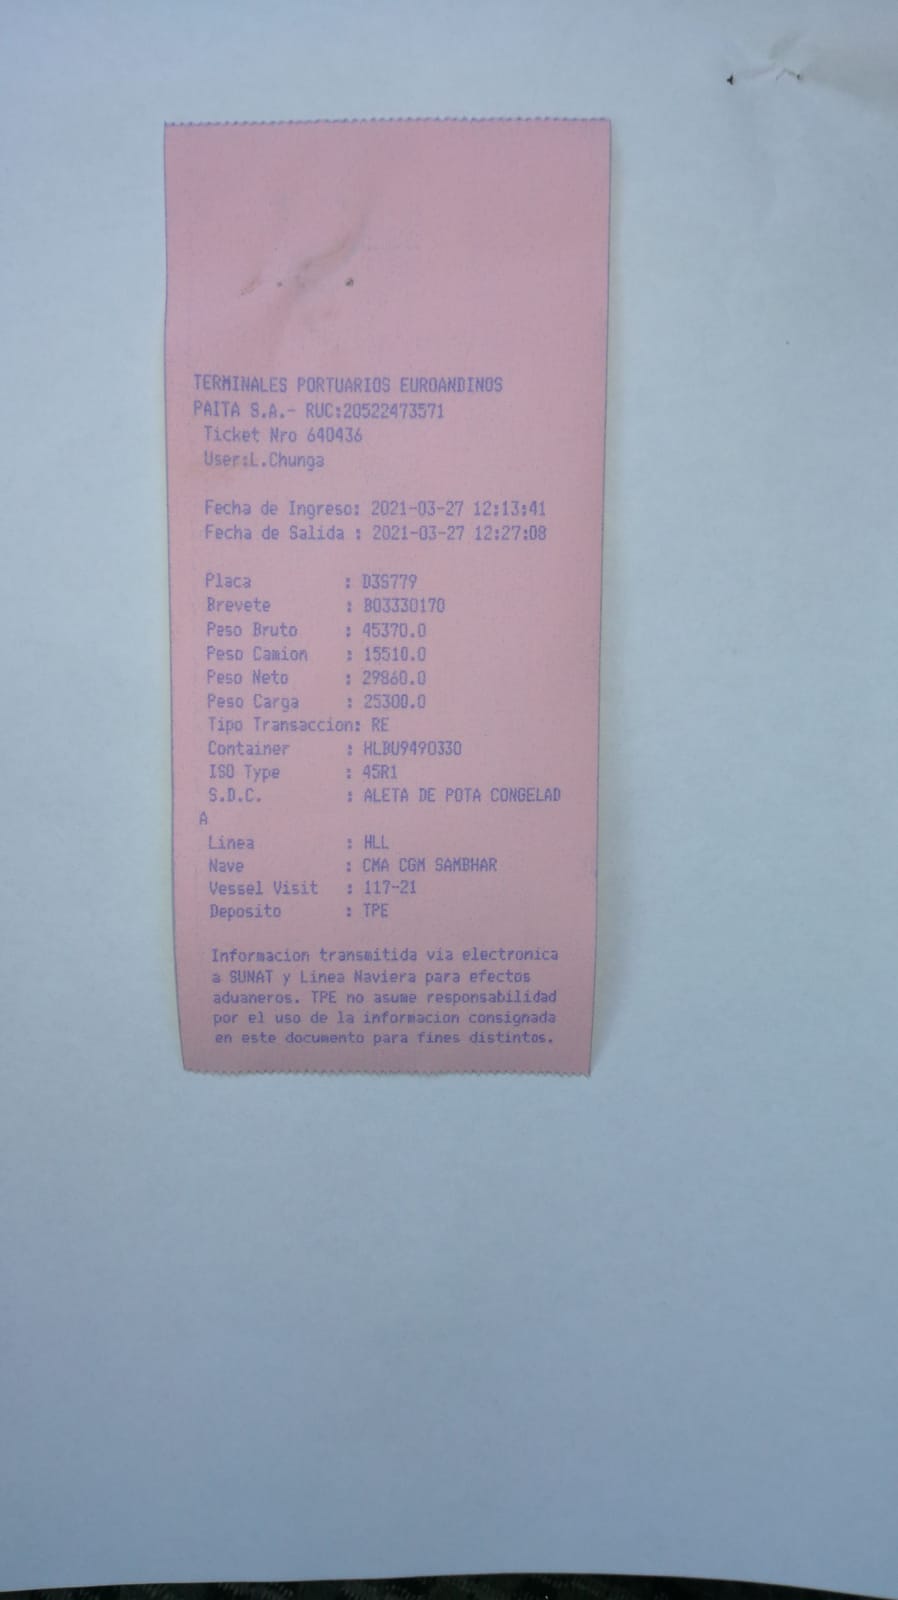 TERMINALES PORTUARIOS EUROANDINOS
PAITA S.A.- RUC:20522473571
Ticket Nro 640436
User:L.Chunga
Fecha de Ingreso: 2021-03-27 12:13:41
Fecha de Salida : 2021-03-27 12:27:08
Placa : D3S779
Brevete : B03330170
Peso Bruto : 45370.0
Peso Camion : 15510.0
Peso Neto : 29860.0
Peso Carga : 25300.0
Tipo Transaccion: RE
Container : HLBU9490330
ISO Type : 45R1
S.D.C. : ALETA DE POTA CONGELAD
A
Linea : HLL
Nave : CMA CGM SAMBHAR
Vessel Visit : 117-21
Deposito : TPE
Informacion transmitida via electronica
a SUNAT y Linea Naviera para efectos
aduaneros. TPE no asume responsabilidad
por el uso de la informacion consignada
en este documento para fines distintos.